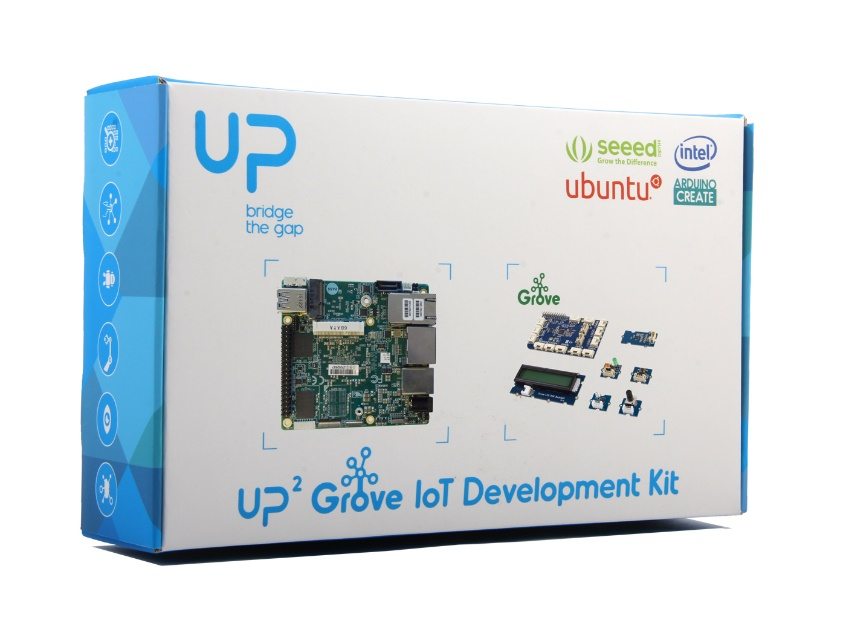 UP
bridge
the gap
seeed
Grow the Difference
intel
ubuntu
ARDUINO
CREATE
Grove
UP² Grove IoT Development Kit